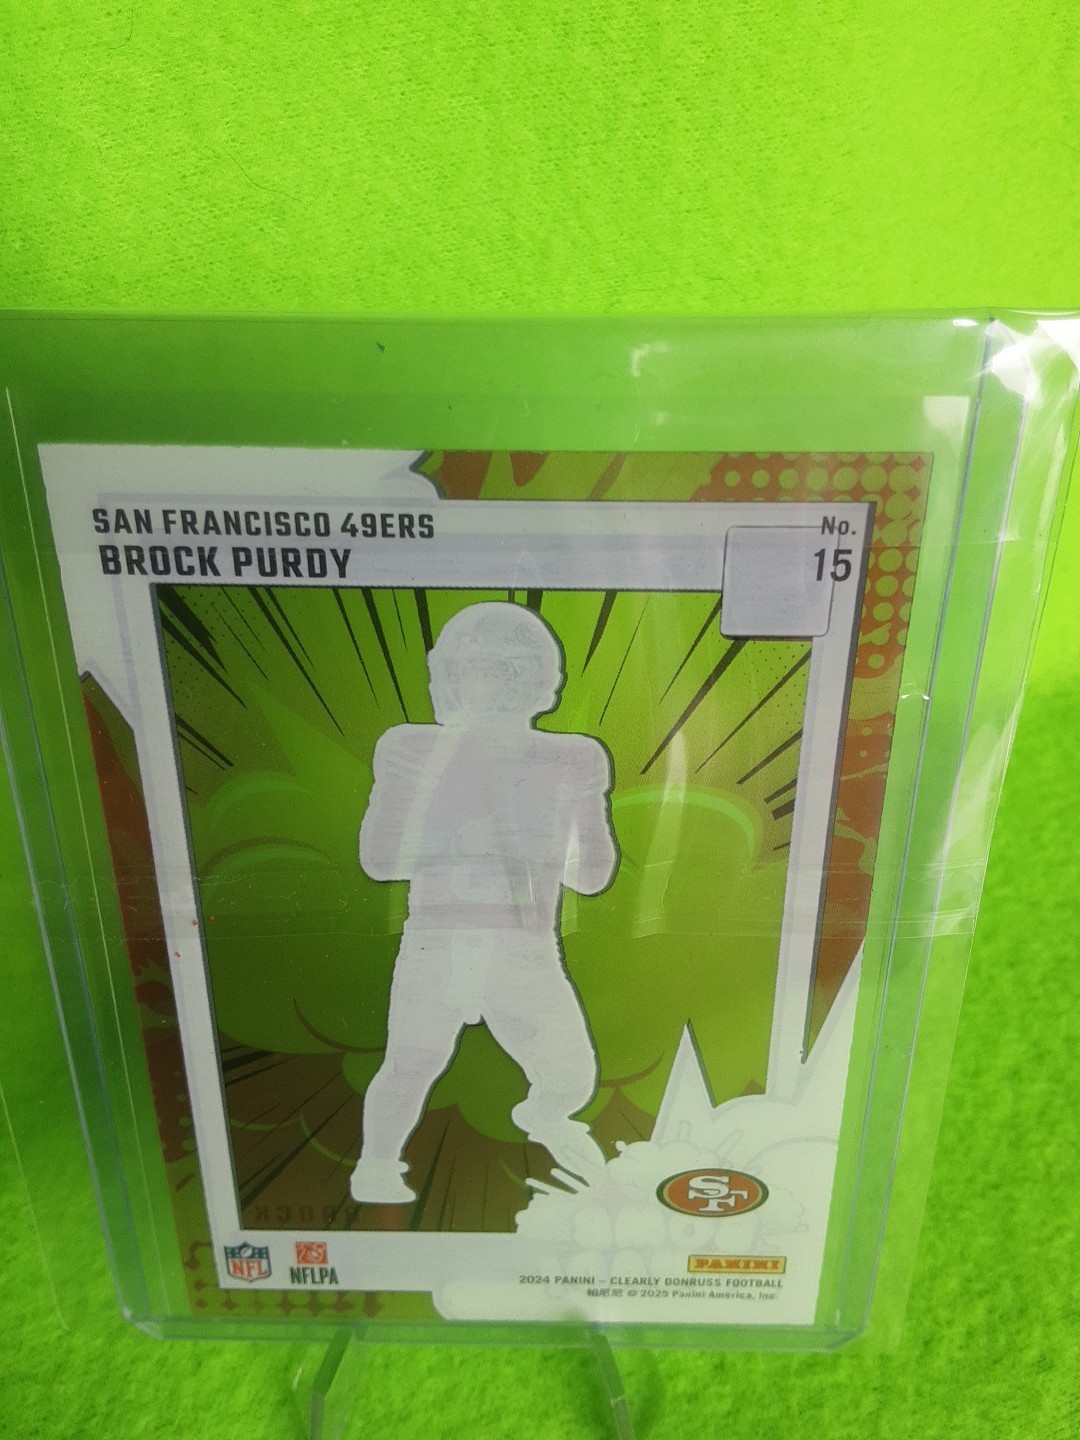 SAN FRANCISCO 49ERS
BROCK PURDY
No.
15
BROCK
SF
NFL
NFLPA
PANINI
2024 PANINI – CLEARLY DONRUSS FOOTBALL
© 2025 Panini America, Inc.